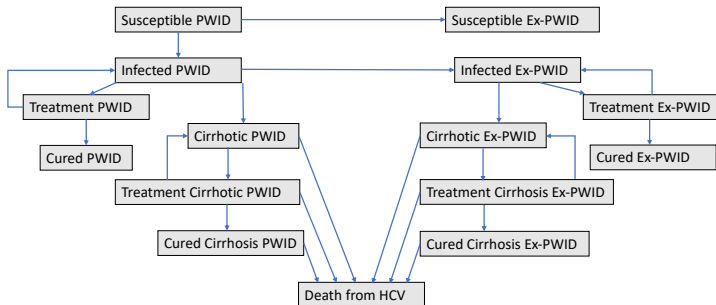 Susceptible PWID
Susceptible Ex-PWID
Infected PWID
Infected Ex-PWID
Treatment PWID
Treatment Ex-PWID
Cirrhotic PWID
Cirrhotic Ex-PWID
Cured PWID
Cured Ex-PWID
Treatment Cirrhotic PWID
Treatment Cirrhosis Ex-PWID
Cured Cirrhosis PWID
Cured Cirrhosis Ex-PWID
Death from HCV